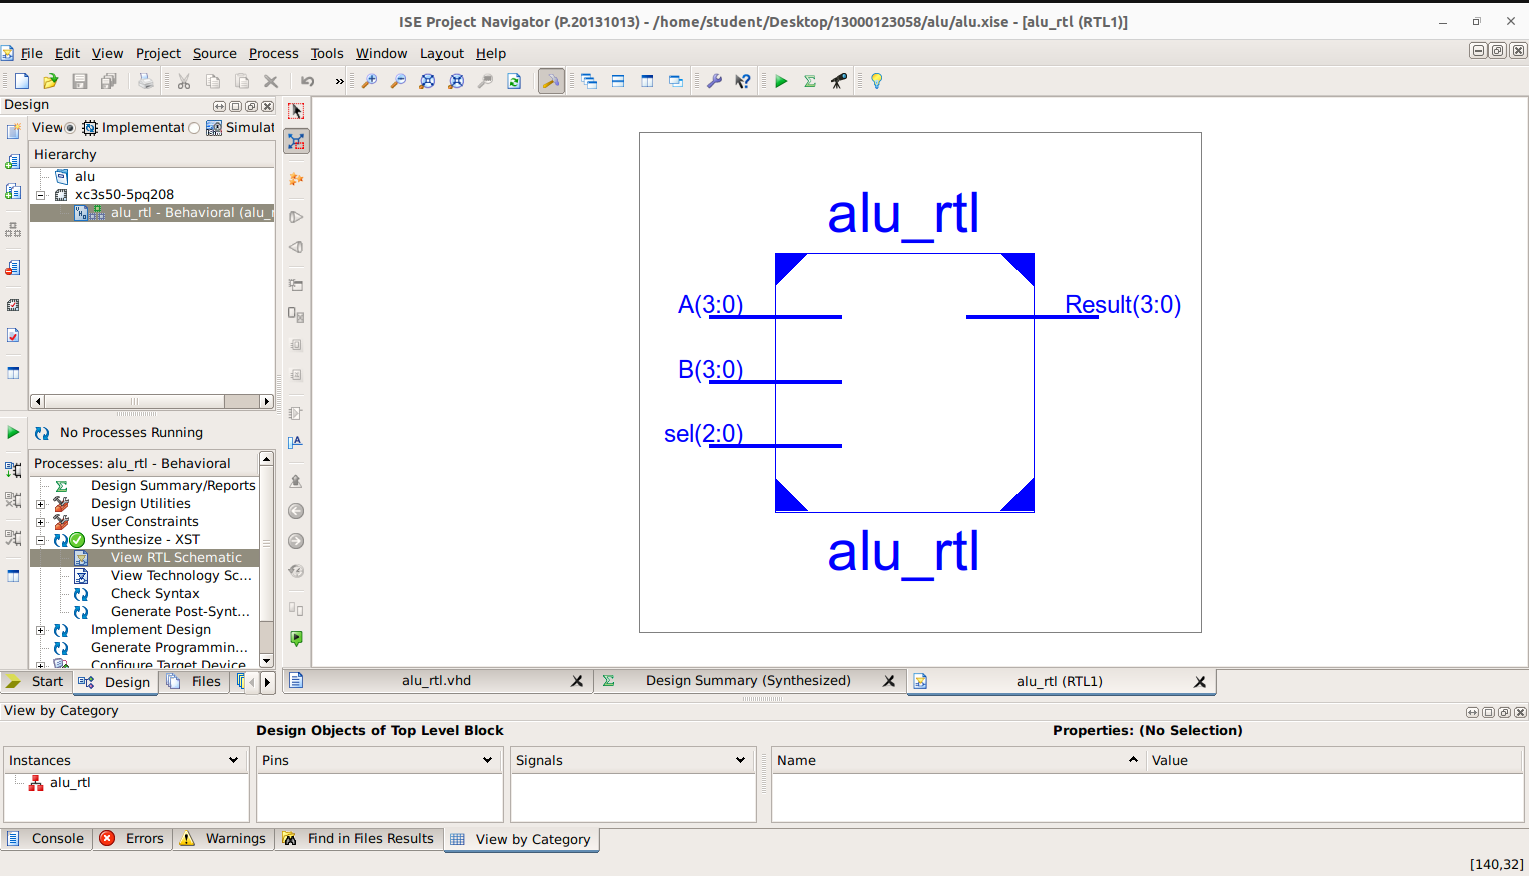 ISE Project Navigator (P.20131013) - /home/student/Desktop/13000123058/alu/alu.xise - [alu_rtl (RTL1)]
File Edit View Project Source Process Tools Window Layout Help
»
Design
View Implementat Simulat
Hierarchy
alu
xc3s50-5pq208
alu_rtl - Behavioral (alu_r
No Processes Running
Processes: alu_rtl - Behavioral
Design Summary/Reports
Design Utilities
User Constraints
Synthesize - XST
View RTL Schematic
View Technology Sc...
Check Syntax
Generate Post-Synt...
Implement Design
Generate Programmin...
Configure Target Device
Start Design Files
alu_rtl
A(3:0) Result(3:0)
B(3:0)
sel(2:0)
alu_rtl
alu_rtl.vhd Design Summary (Synthesized) alu_rtl (RTL1)
View by Category
Design Objects of Top Level Block Properties: (No Selection)
Instances Pins Signals Name Value
alu_rtl
Console Errors Warnings Find in Files Results View by Category
[140,32]